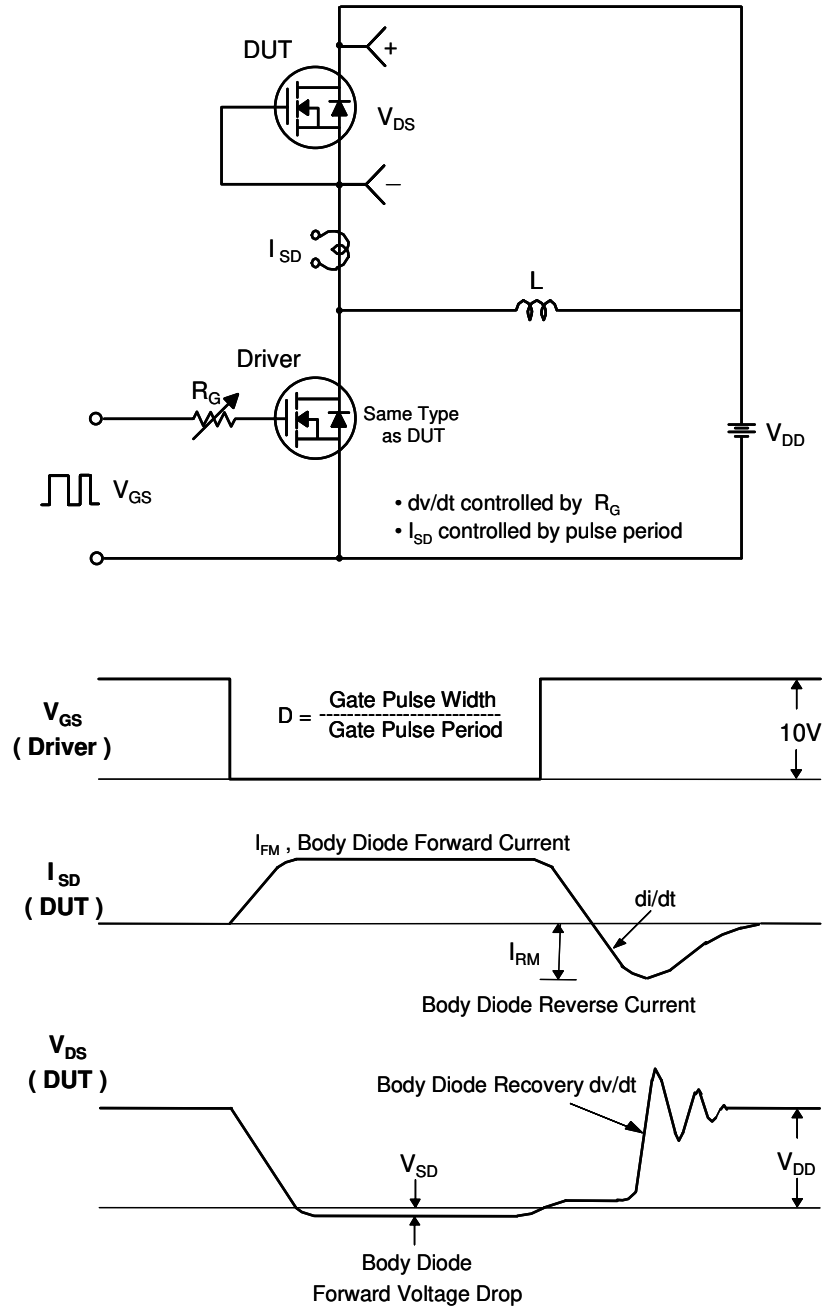 DUT
+
V_DS
–
I_SD
L
Driver
R_G
Same Type
as DUT
V_DD
V_GS
• dv/dt controlled by R_G
• I_SD controlled by pulse period
V_GS
( Driver )
D = Gate Pulse Width
Gate Pulse Period
10V
I_FM , Body Diode Forward Current
I_SD
( DUT )
di/dt
I_RM
Body Diode Reverse Current
V_DS
( DUT )
Body Diode Recovery dv/dt
V_SD
V_DD
Body Diode
Forward Voltage Drop